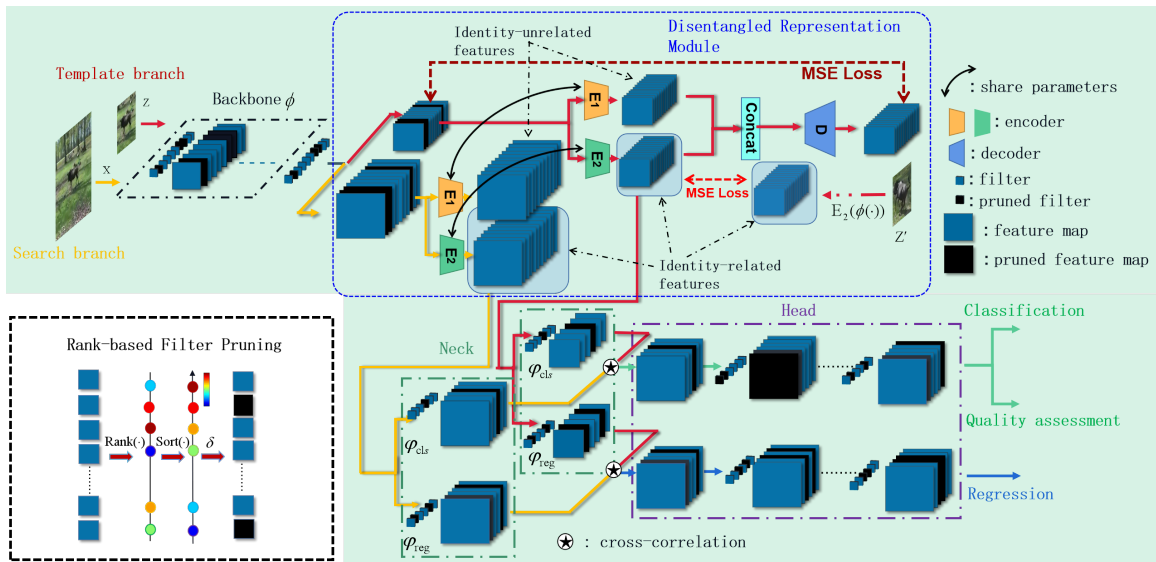 Disentangled Representation
Module
Identity-unrelated
features
Template branch
Z
Backbone ϕ
MSE Loss
: share parameters
E1
: encoder
Concat
D
: decoder
X
E2
: filter
MSE Loss
E₂(ϕ(·))
: pruned filter
E1
Z'
: feature map
Search branch
E2
Identity-related
features
: pruned feature map
Rank-based Filter Pruning
Neck
Head
Classification
φcls
Quality assessment
Rank(·)
Sort(·)
δ
φcls
φreg
Regression
φreg
: cross-correlation